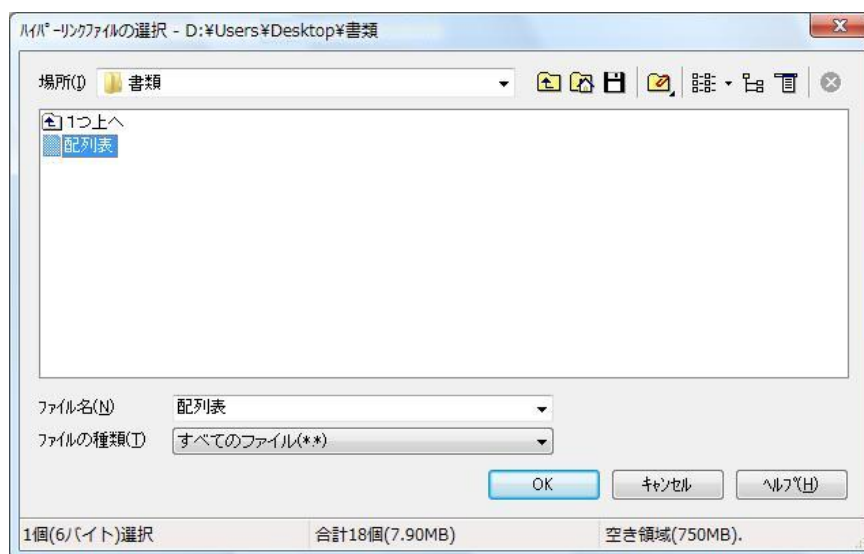 ﾊｲﾊﾟｰﾘﾝｸﾌｧｲﾙの選択 - D:¥Users¥Desktop¥書類
場所(I) 書類
1つ上へ
配列表
ﾌｧｲﾙ名(N) 配列表
ﾌｧｲﾙの種類(T) すべてのファイル(*.*)
OK ｷｬﾝｾﾙ ﾍﾙﾌﾟ(H)
1個(6バイト)選択 合計18個(7.90MB) 空き領域(750MB).